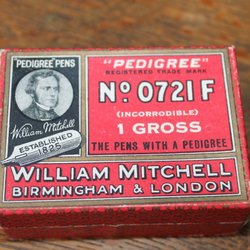 "PEDIGREE PENS
William Mitchell
ESTABLISHED
1825
"PEDIGREE"
REGISTERED TRADE MARK
No 0721 F
(INCORRODIBLE)
1 GROSS
THE PENS WITH A PEDIGREE
WILLIAM MITCHELL
BIRMINGHAM & LONDON